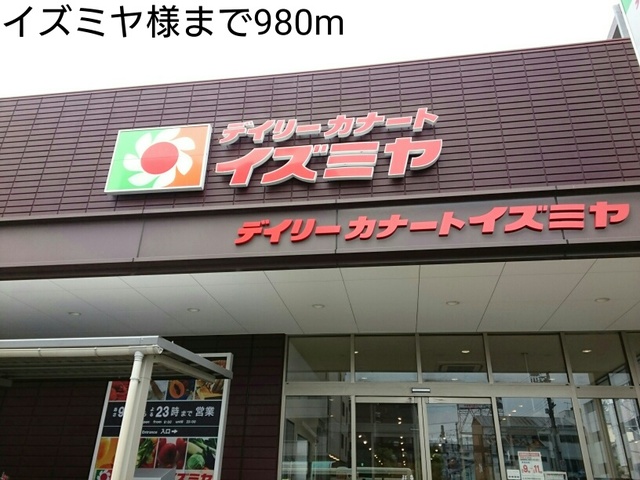 イズミヤ様まで980m
デイリーカナート
イズミヤ
デイリーカナートイズミヤ
23時まで営業
入口→